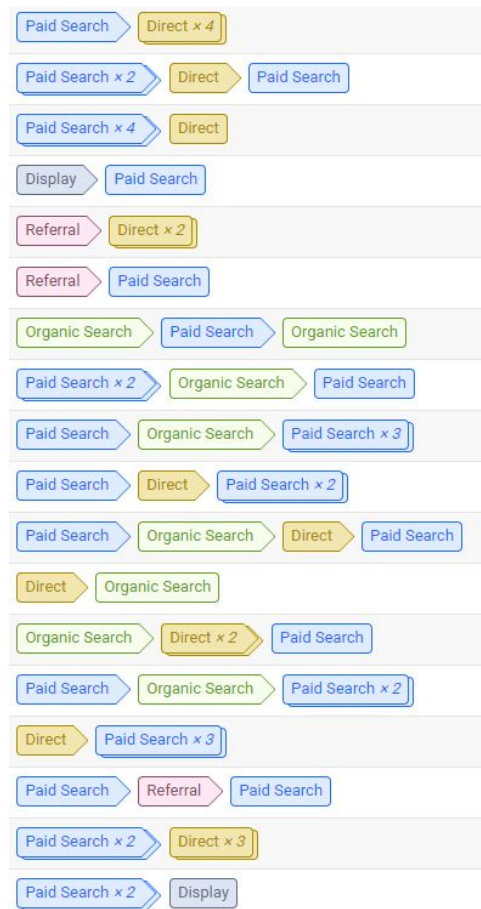 Paid Search Direct × 4
Paid Search × 2 Direct Paid Search
Paid Search × 4 Direct
Display Paid Search
Referral Direct × 2
Referral Paid Search
Organic Search Paid Search Organic Search
Paid Search × 2 Organic Search Paid Search
Paid Search Organic Search Paid Search × 3
Paid Search Direct Paid Search × 2
Paid Search Organic Search Direct Paid Search
Direct Organic Search
Organic Search Direct × 2 Paid Search
Paid Search Organic Search Paid Search × 2
Direct Paid Search × 3
Paid Search Referral Paid Search
Paid Search × 2 Direct × 3
Paid Search × 2 Display